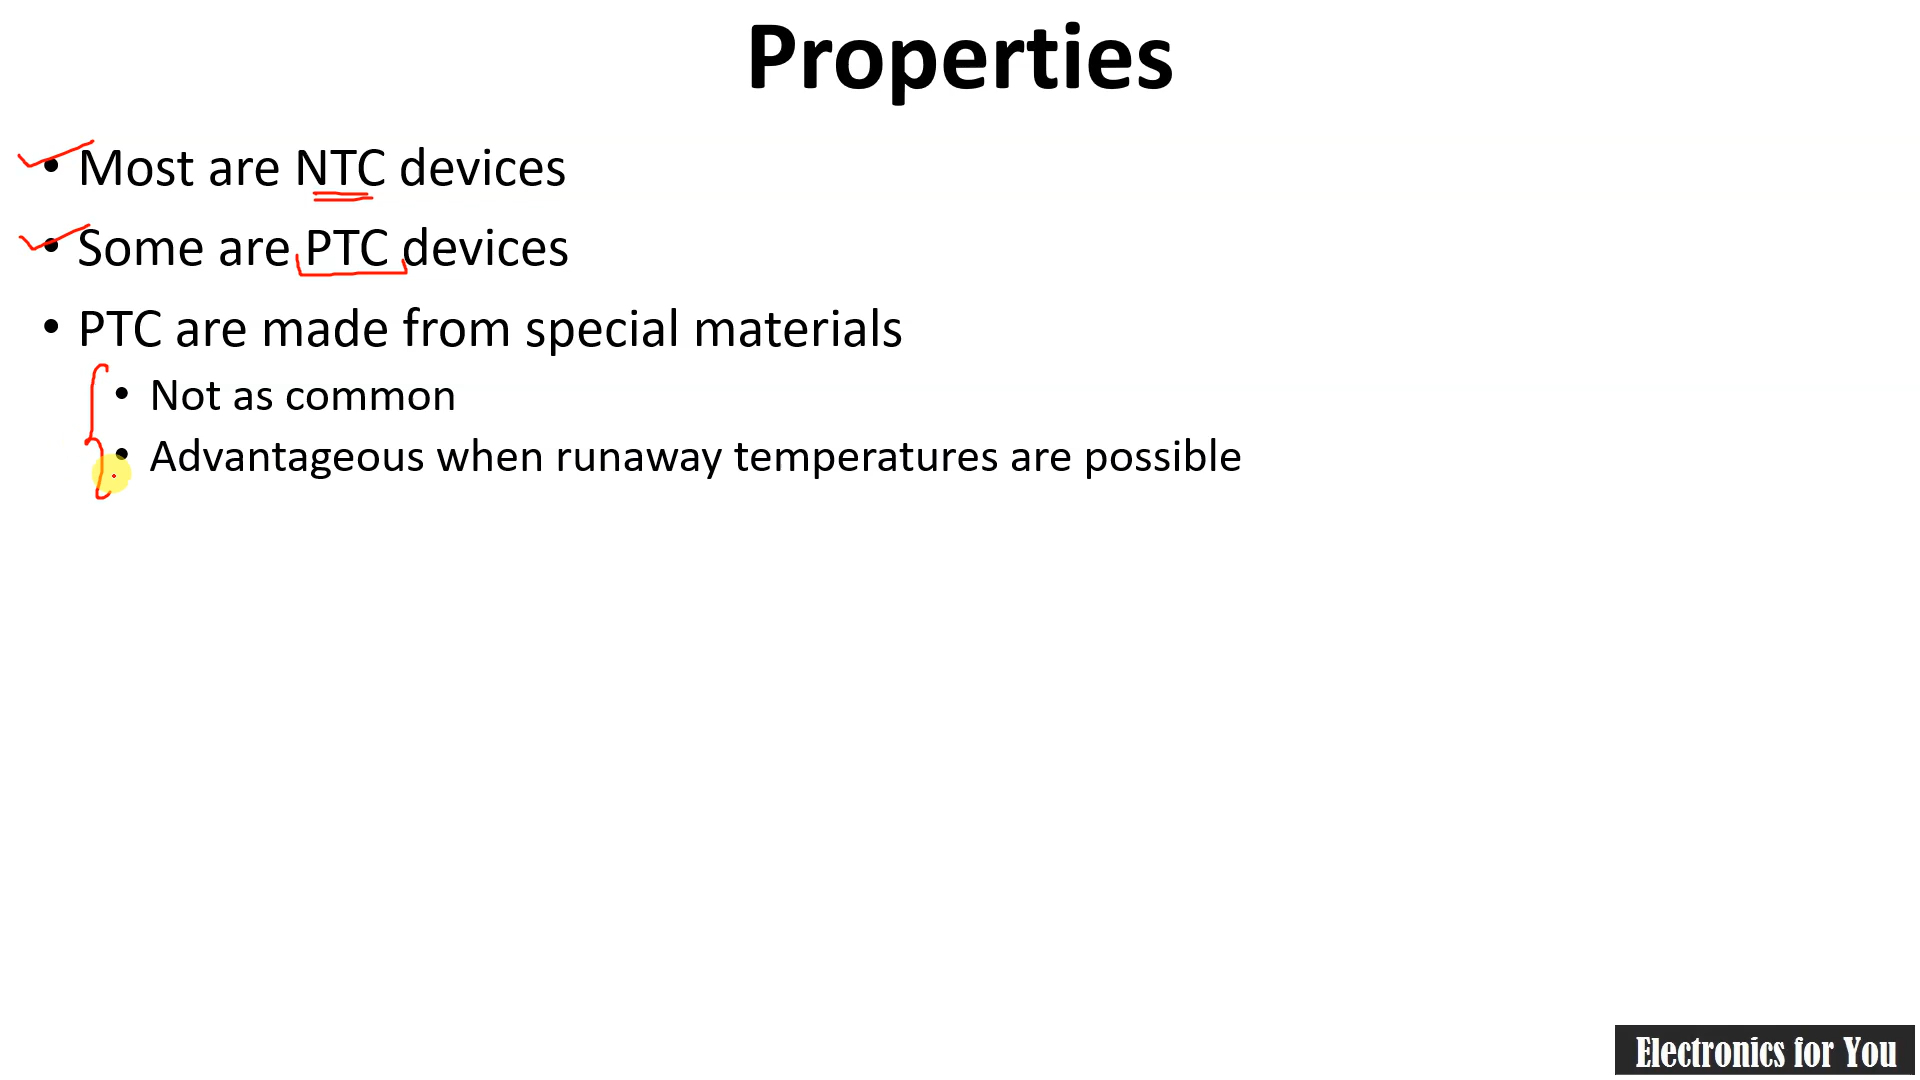 Properties
• Most are NTC devices
• Some are PTC devices
• PTC are made from special materials
• Not as common
• Advantageous when runaway temperatures are possible
Electronics for You